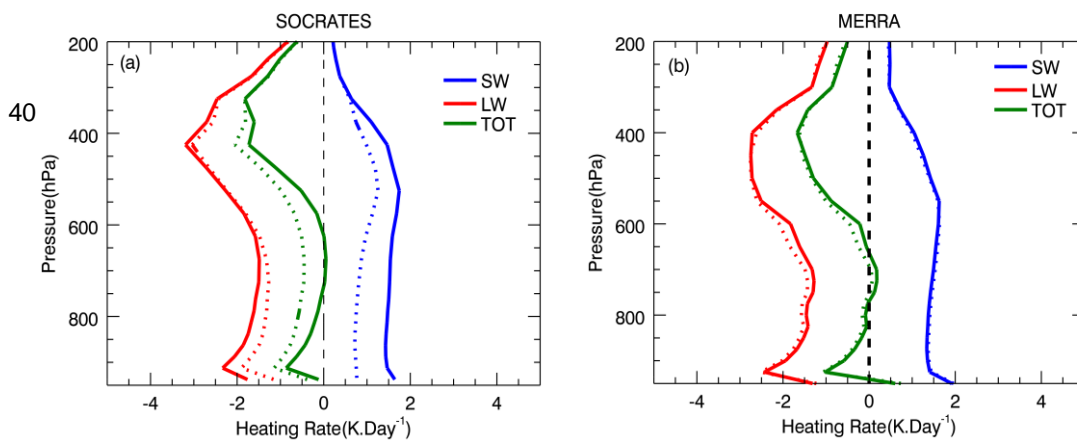 SOCRATES
MERRA
40
(a)
SW
LW
TOT
200
400
600
800
Pressure(hPa)
-4
-2
0
2
4
Heating Rate(K.Day⁻¹)
(b)
SW
LW
TOT
200
400
600
800
Pressure(hPa)
-4
-2
0
2
4
Heating Rate(K.Day⁻¹)